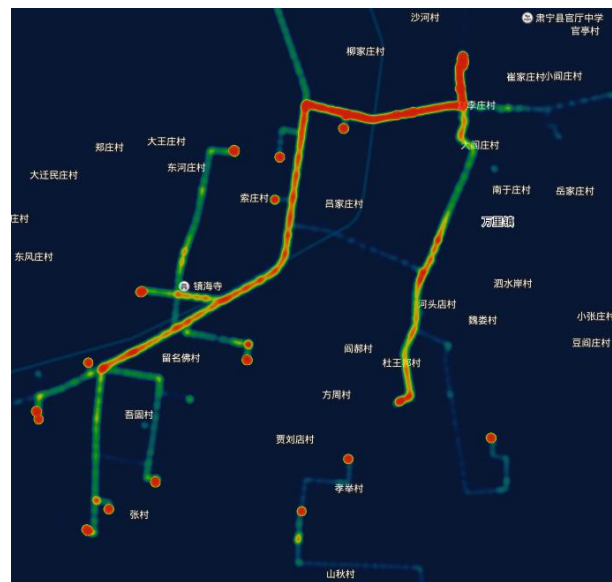 沙河村
肃宁县官厅中学
官亭村
柳家庄村
崔家庄村
小闾庄村
李庄村
大王庄村
郑庄村
大闾庄村
东河庄村
大迁民庄村
南于庄村
岳家庄村
索庄村
吕家庄村
庄村
万里镇
东风庄村
镇海寺
泗水岸村
河头店村
魏娄村
小张庄村
豆闾庄村
阎郝村
留名佛村
杜王郝村
方周村
吾固村
贾刘店村
孝举村
张村
山秋村